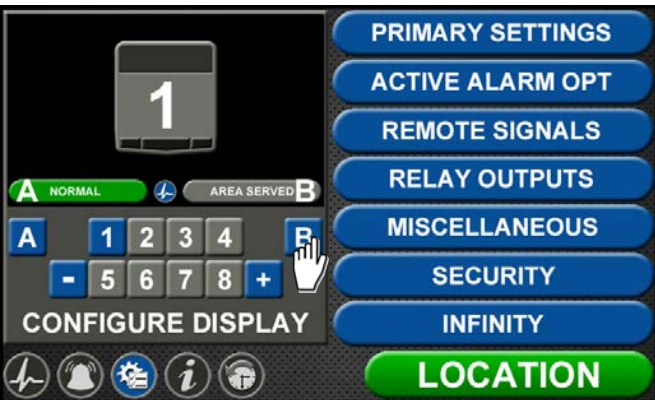 1
A NORMAL
AREA SERVED B
A 1 2 3 4 B
- 5 6 7 8 +
CONFIGURE DISPLAY
PRIMARY SETTINGS
ACTIVE ALARM OPT
REMOTE SIGNALS
RELAY OUTPUTS
MISCELLANEOUS
SECURITY
INFINITY
LOCATION
i